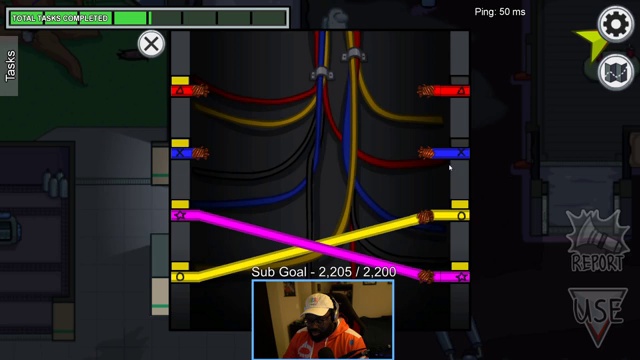 TOTAL TASKS COMPLETED
Ping: 50 ms
Tasks
Sub Goal - 2,205 / 2,200
REPORT
USE